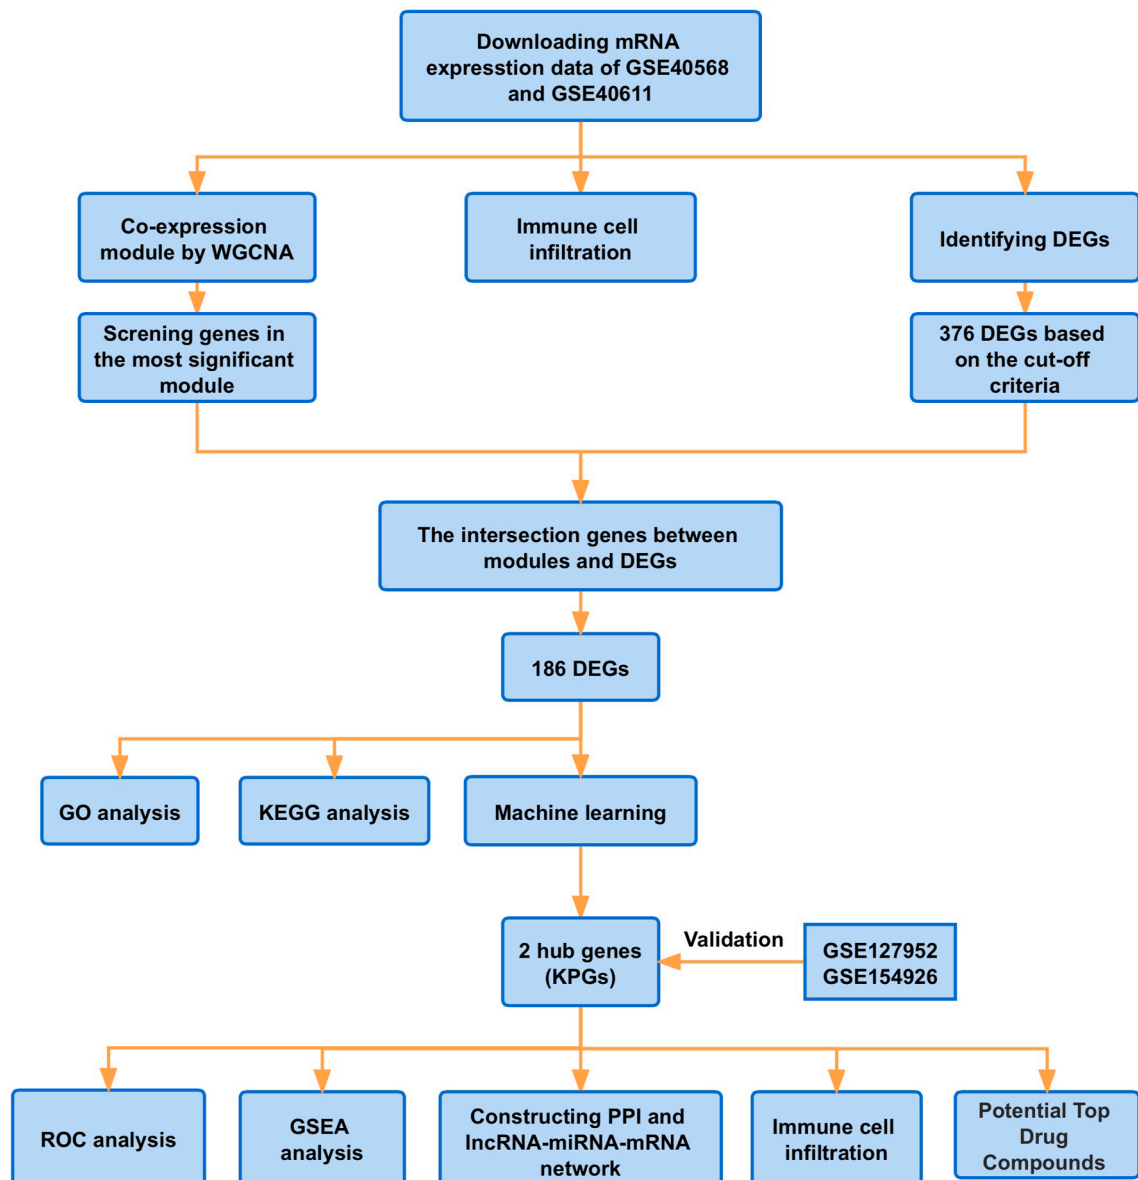 Downloading mRNA
expresstion data of GSE40568
and GSE40611
Co-expression
module by WGCNA
Immune cell
infiltration
Identifying DEGs
Screning genes in
the most significant
module
376 DEGs based
on the cut-off
criteria
The intersection genes between
modules and DEGs
186 DEGs
GO analysis
KEGG analysis
Machine learning
2 hub genes
(KPGs)
Validation
GSE127952
GSE154926
ROC analysis
GSEA
analysis
Constructing PPI and
lncRNA-miRNA-mRNA
network
Immune cell
infiltration
Potential Top
Drug
Compounds